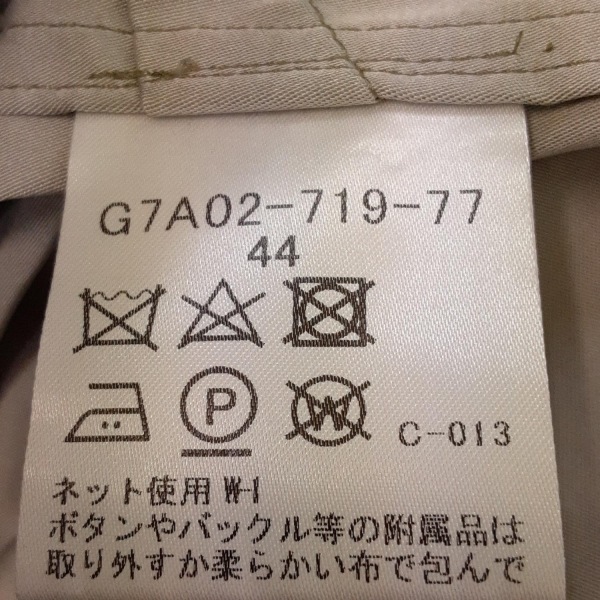 G7A02-719-77
44
P W C-013
ネット使用 W-I
ボタンやバックル等の附属品は
取り外すか柔らかい布で包んで